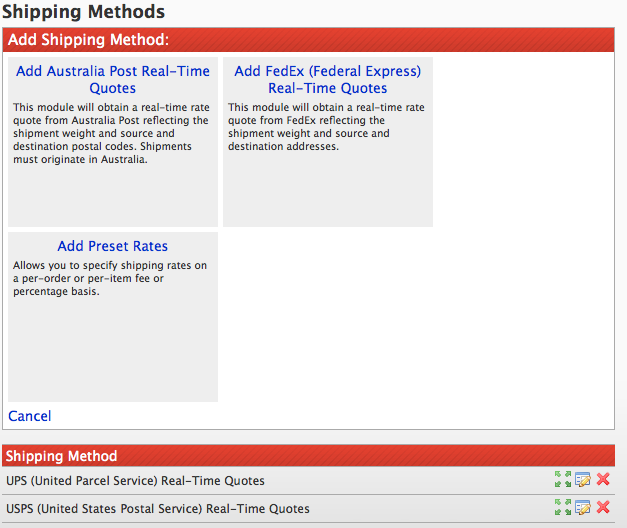 Shipping Methods
Add Shipping Method:
Add Australia Post Real-Time
Quotes
This module will obtain a real-time rate
quote from Australia Post reflecting the
shipment weight and source and
destination postal codes. Shipments
must originate in Australia.
Add FedEx (Federal Express)
Real-Time Quotes
This module will obtain a real-time rate
quote from FedEx reflecting the
shipment weight and source and
destination addresses.
Add Preset Rates
Allows you to specify shipping rates on
a per-order or per-item fee or
percentage basis.
Cancel
Shipping Method
UPS (United Parcel Service) Real-Time Quotes
USPS (United States Postal Service) Real-Time Quotes